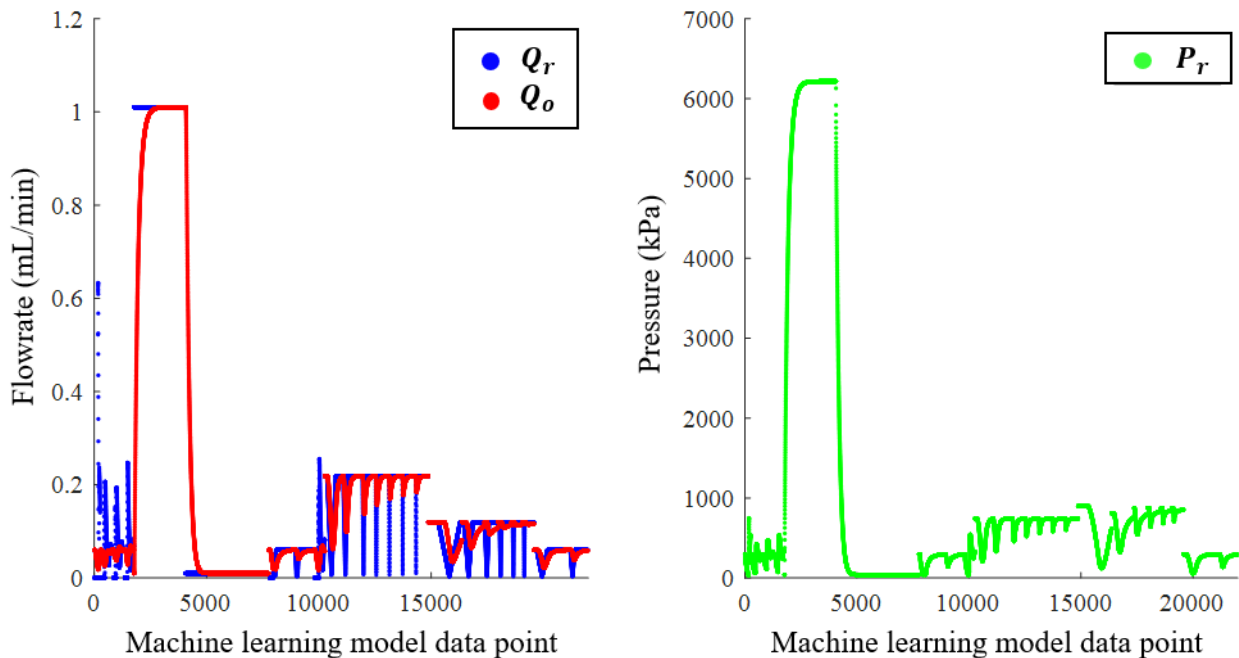 1.2
1
0.8
0.6
0.4
0.2
0
Flowrate (mL/min)
Q_r
Q_o
0 5000 10000 15000
Machine learning model data point
7000
6000
5000
4000
3000
2000
1000
0
Pressure (kPa)
P_r
0 5000 10000 15000 20000
Machine learning model data point